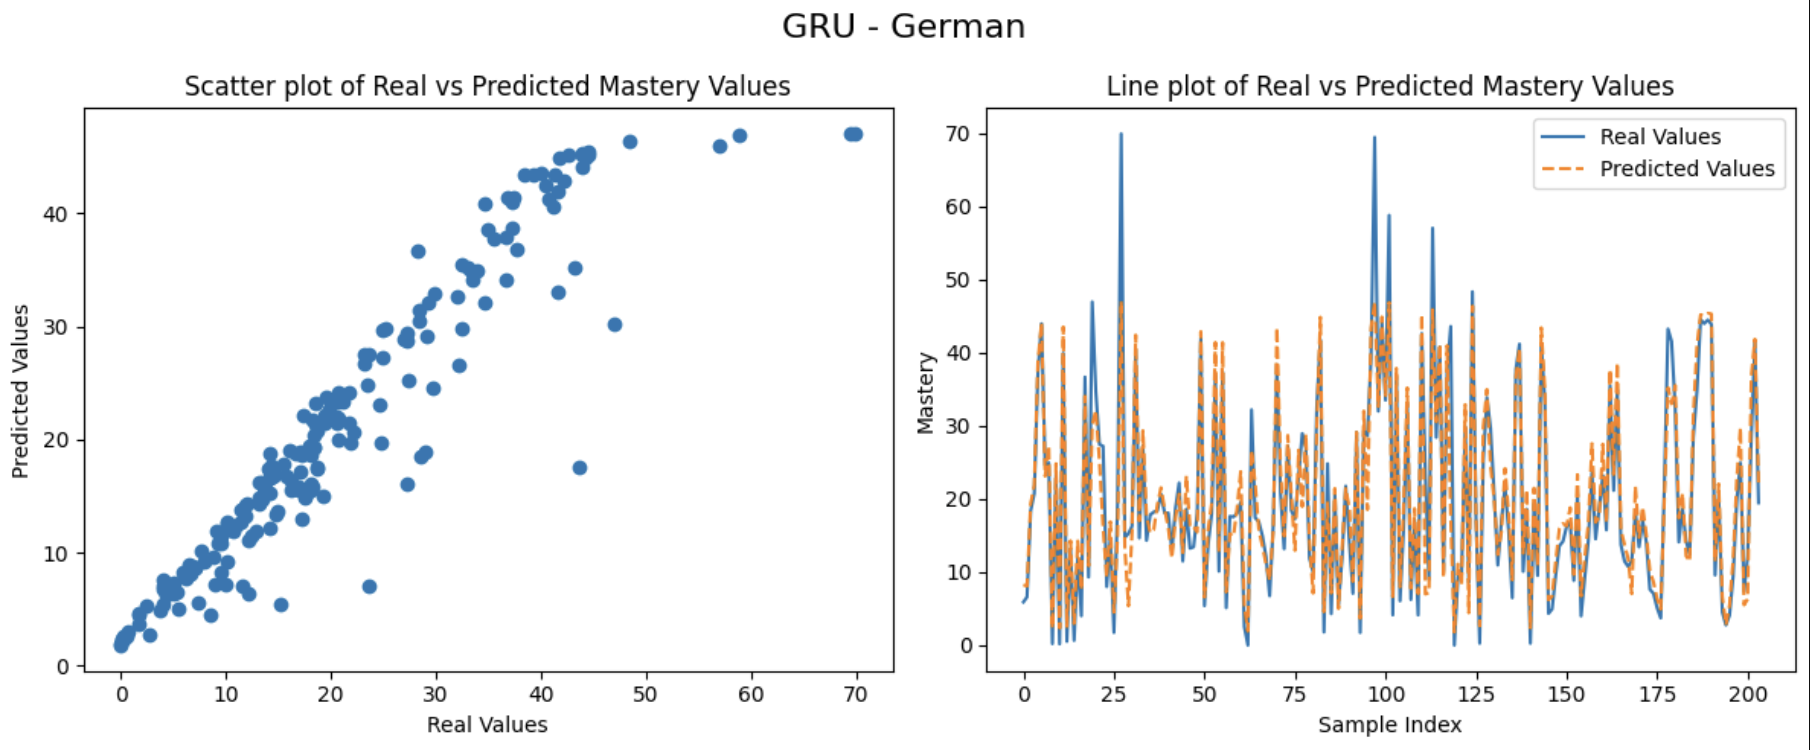 GRU - German
Scatter plot of Real vs Predicted Mastery Values
Predicted Values
40
30
20
10
0
0 10 20 30 40 50 60 70
Real Values
Line plot of Real vs Predicted Mastery Values
Real Values
Predicted Values
Mastery
70
60
50
40
30
20
10
0
0 25 50 75 100 125 150 175 200
Sample Index